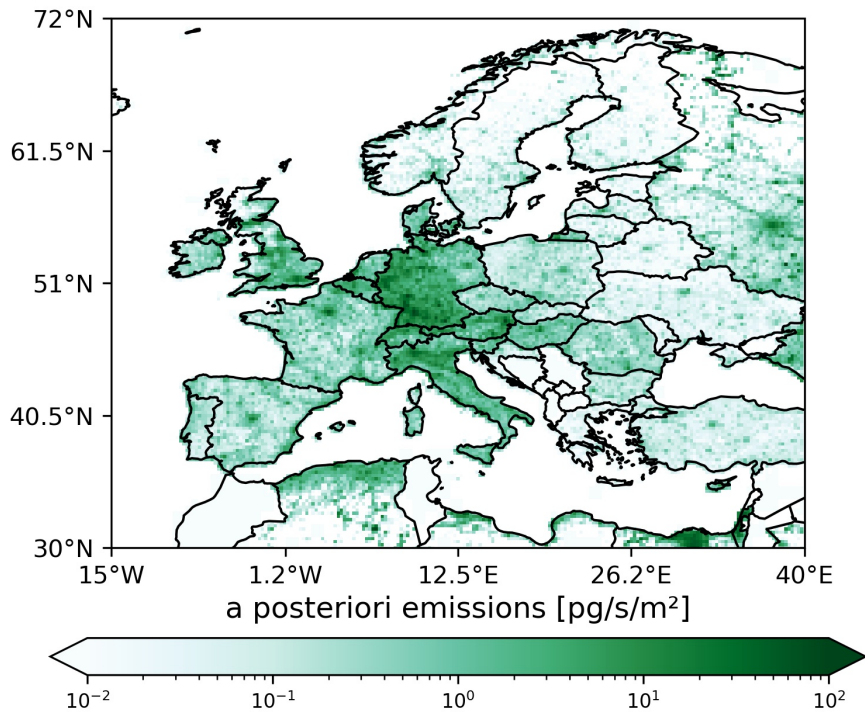 72°N
61.5°N
51°N
40.5°N
30°N
15°W 1.2°W 12.5°E 26.2°E 40°E
a posteriori emissions [pg/s/m²]
10⁻² 10⁻¹ 10⁰ 10¹ 10²